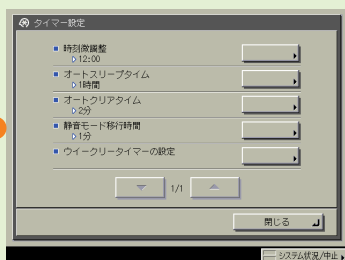 タイマー設定
時刻微調整
12:00
オートスリープタイム
1時間
オートクリアタイム
2分
静音モード移行時間
1分
ウイークリータイマーの設定
1/1
閉じる
システム状況/中止